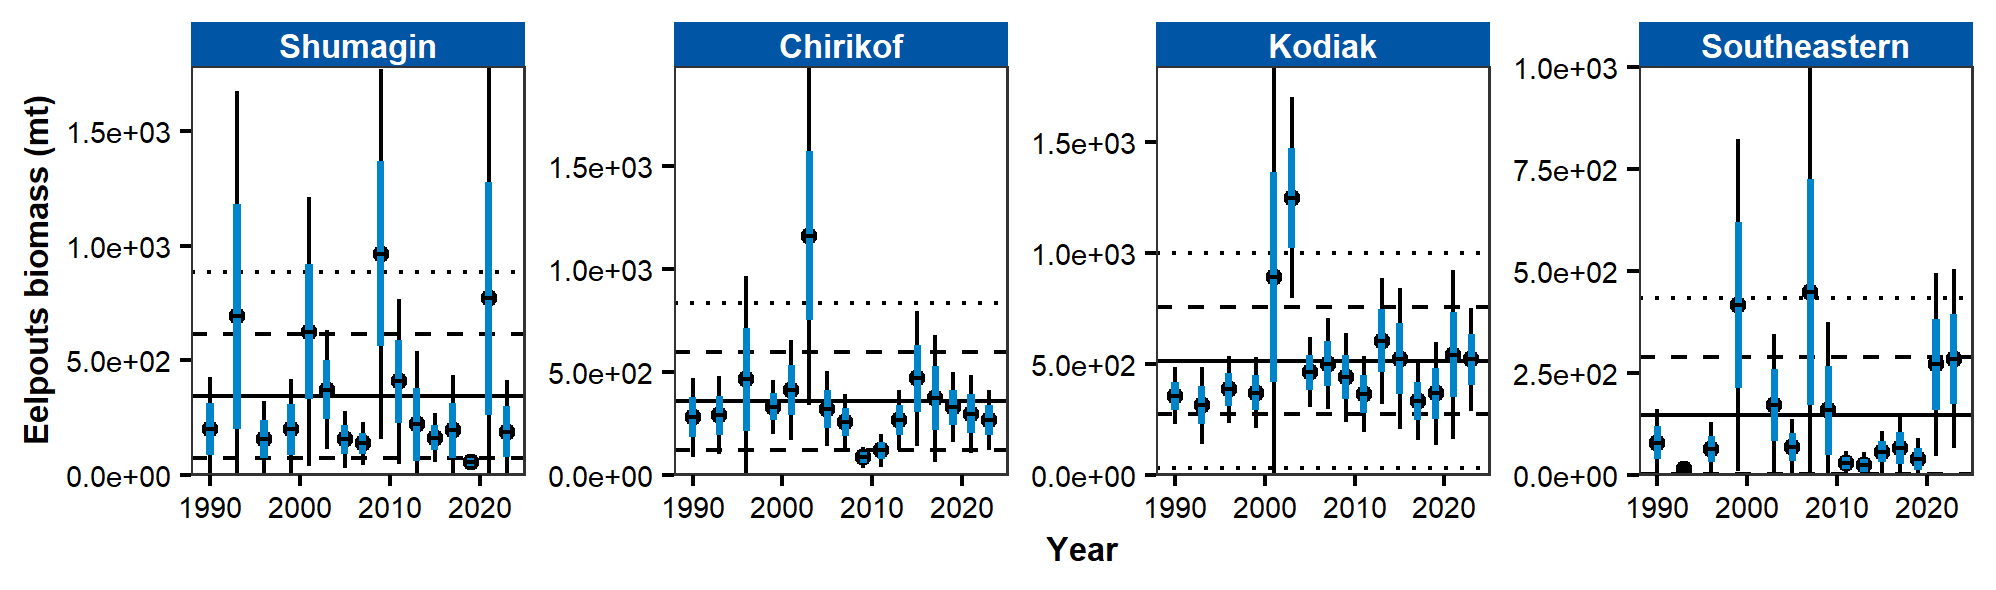 Shumagin
Chirikof
Kodiak
Southeastern
Eelpouts biomass (mt)
1.5e+03
1.0e+03
5.0e+02
0.0e+00
1990 2000 2010 2020
1.5e+03
1.0e+03
5.0e+02
0.0e+00
1990 2000 2010 2020
1.5e+03
1.0e+03
5.0e+02
0.0e+00
1990 2000 2010 2020
1.0e+03
7.5e+02
5.0e+02
2.5e+02
0.0e+00
1990 2000 2010 2020
Year